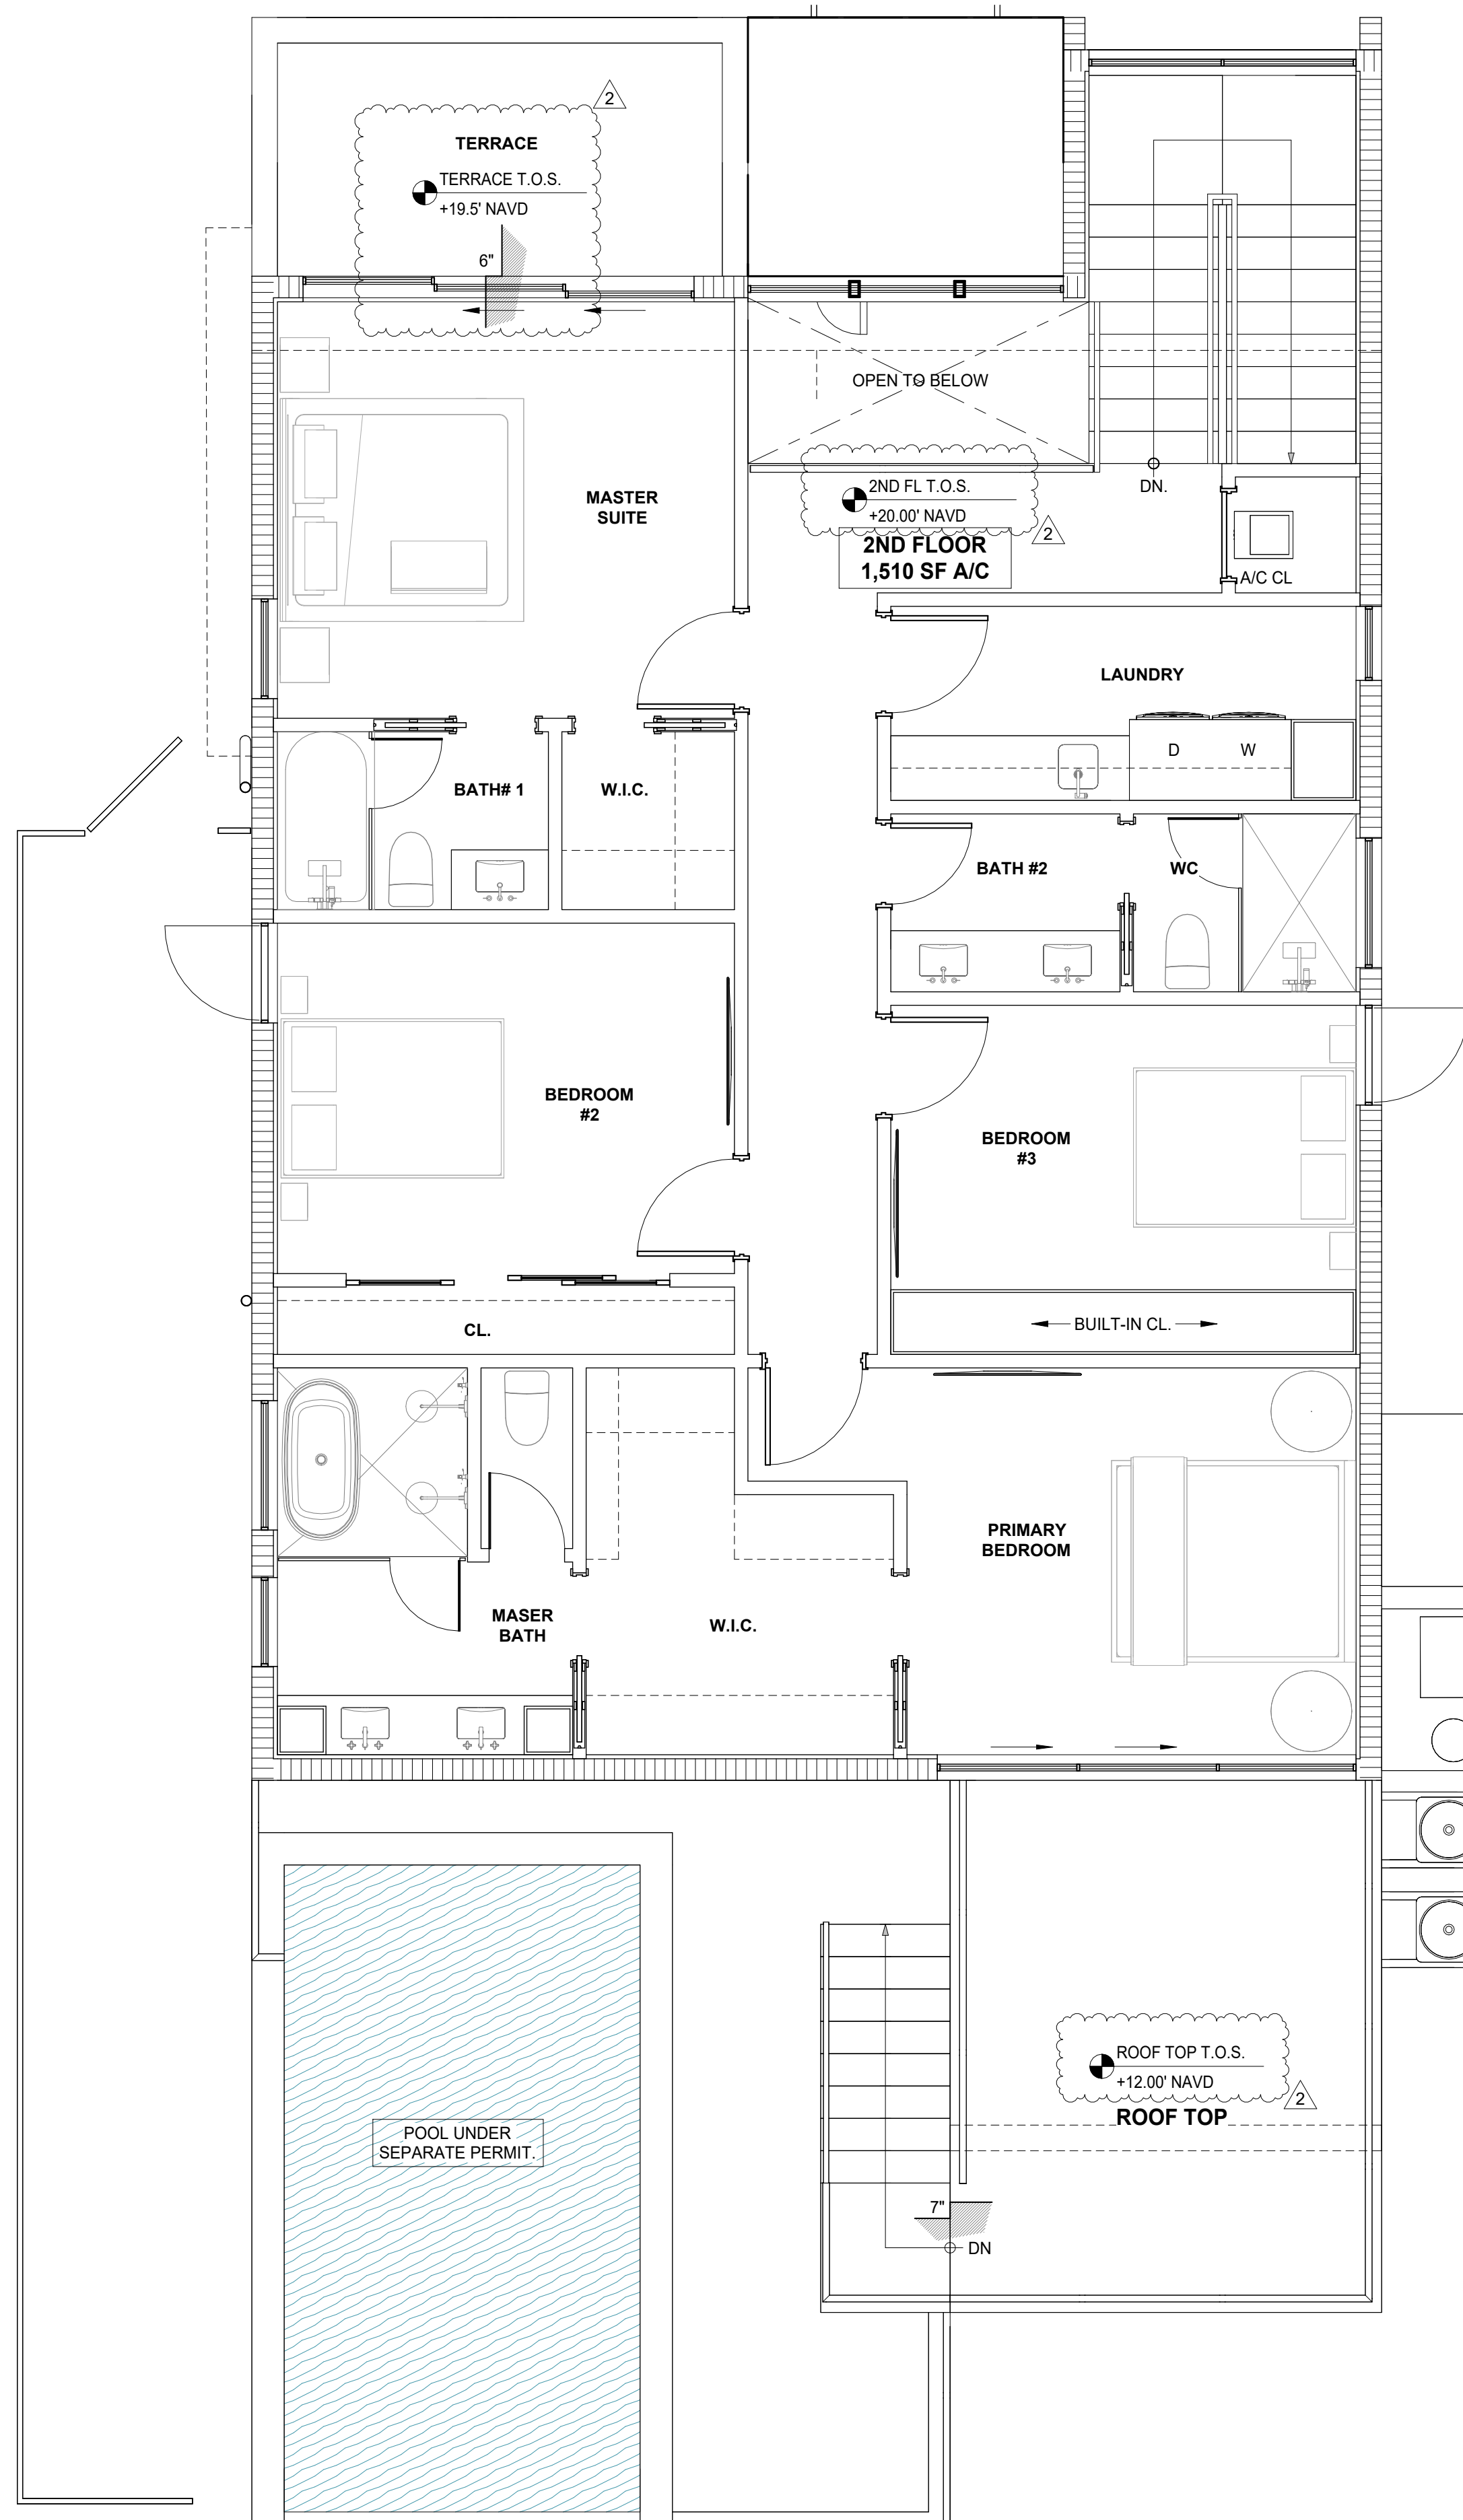 2
TERRACE
TERRACE T.O.S.
+19.5' NAVD
6"
OPEN TO BELOW
MASTER
SUITE
2ND FL T.O.S.
+20.00' NAVD
2
2ND FLOOR
1,510 SF A/C
DN.
A/C CL
LAUNDRY
D
W
BATH# 1
W.I.C.
BATH #2
WC
BEDROOM
#2
BEDROOM
#3
BUILT-IN CL.
CL.
PRIMARY
BEDROOM
MASER
BATH
W.I.C.
ROOF TOP T.O.S.
+12.00' NAVD
2
ROOF TOP
POOL UNDER
SEPARATE PERMIT.
7"
DN